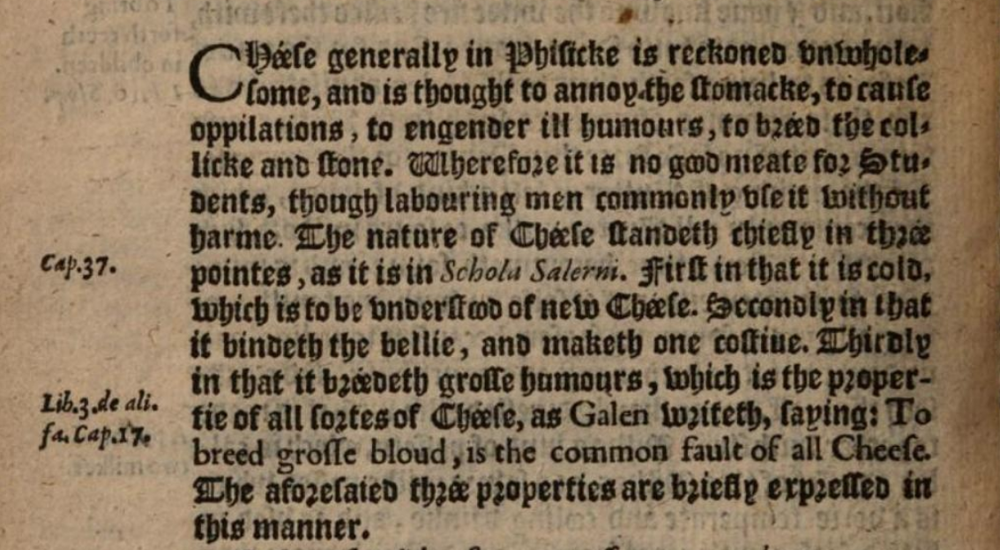 CHeese generally in Phisicke is reckoned vnwhole-
some, and is thought to annoy the stomacke, to cause
oppilations, to engender ill humours, to breed the col-
licke and stone. Wherefore it is no good meate for Stu-
dents, though labouring men commonly vse it without
harme. The nature of Cheese standeth chiefly in three
Cap.37.
pointes, as it is in Schola Salerni. First in that it is cold,
which is to be vnderstood of new Cheese. Secondly in that
it bindeth the bellie, and maketh one costiue. Thirdly
in that it breedeth grosse humours, which is the proper-
Lib.3.de ali.
tie of all sortes of Cheese, as Galen writeth, saying: To
fa. Cap.17.
breed grosse bloud, is the common fault of all Cheese.
The aforesaied three properties are briefly expressed in
this manner.